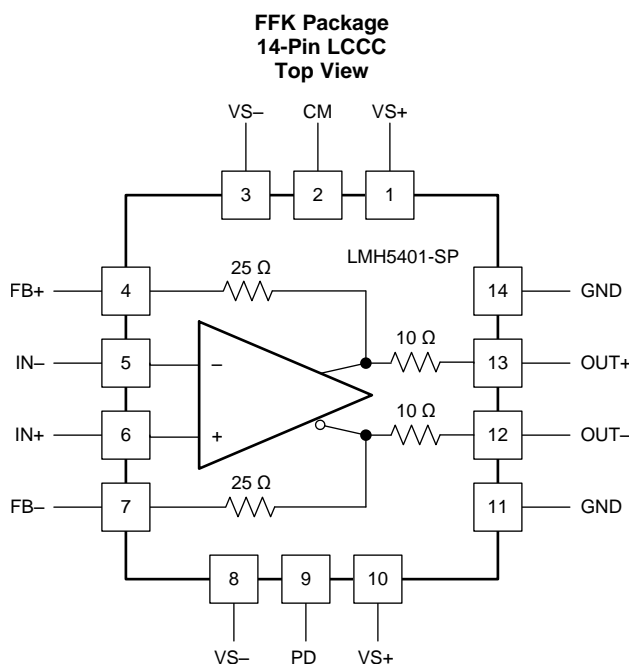 FFK Package
14-Pin LCCC
Top View
VS– CM VS+
3 2 1
LMH5401-SP
25 Ω
FB+ 4 14 GND
10 Ω
IN– 5 – 13 OUT+
10 Ω
IN+ 6 + 12 OUT–
25 Ω
FB– 7 11 GND
8 9 10
VS– PD VS+